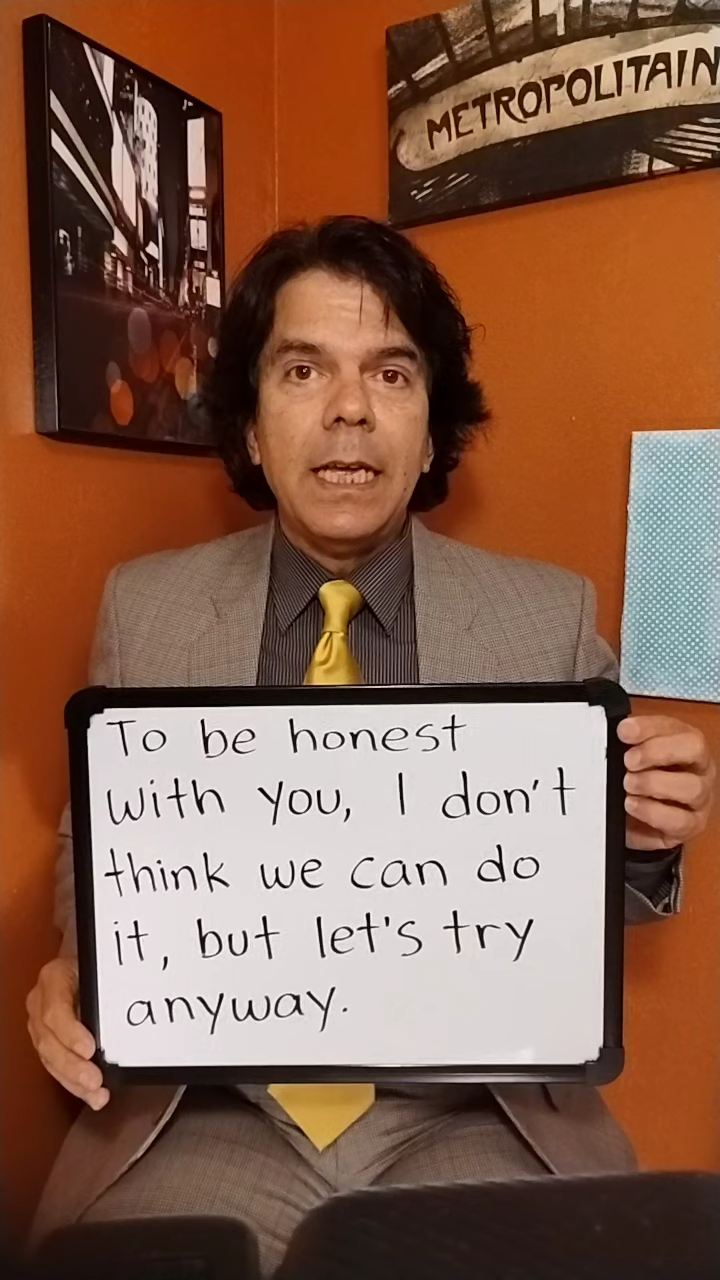 METROPOLITAIN
To be honest
with you, I don't
think we can do
it, but let's try
anyway.